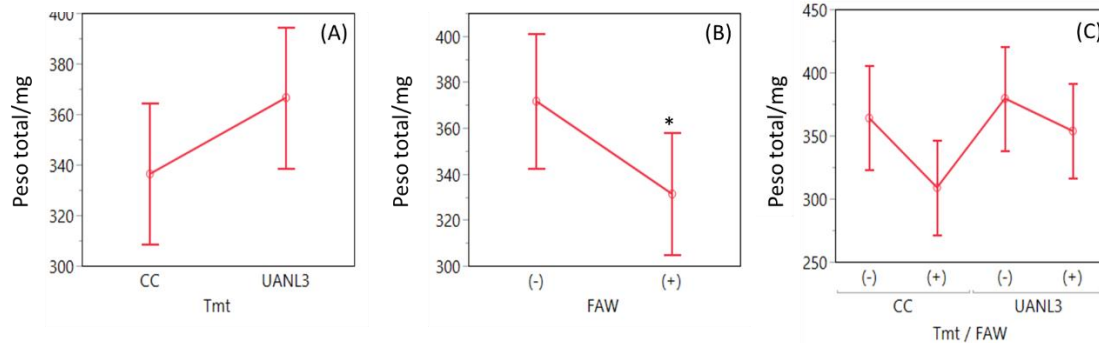 (A)
Peso total/mg
400
380
360
340
320
300
CC
UANL3
Tmt
(B)
Peso total/mg
400
380
360
340
320
300
*
(-)
(+)
FAW
(C)
Peso total/mg
450
400
350
300
250
(-) (+) (-) (+)
CC UANL3
Tmt / FAW